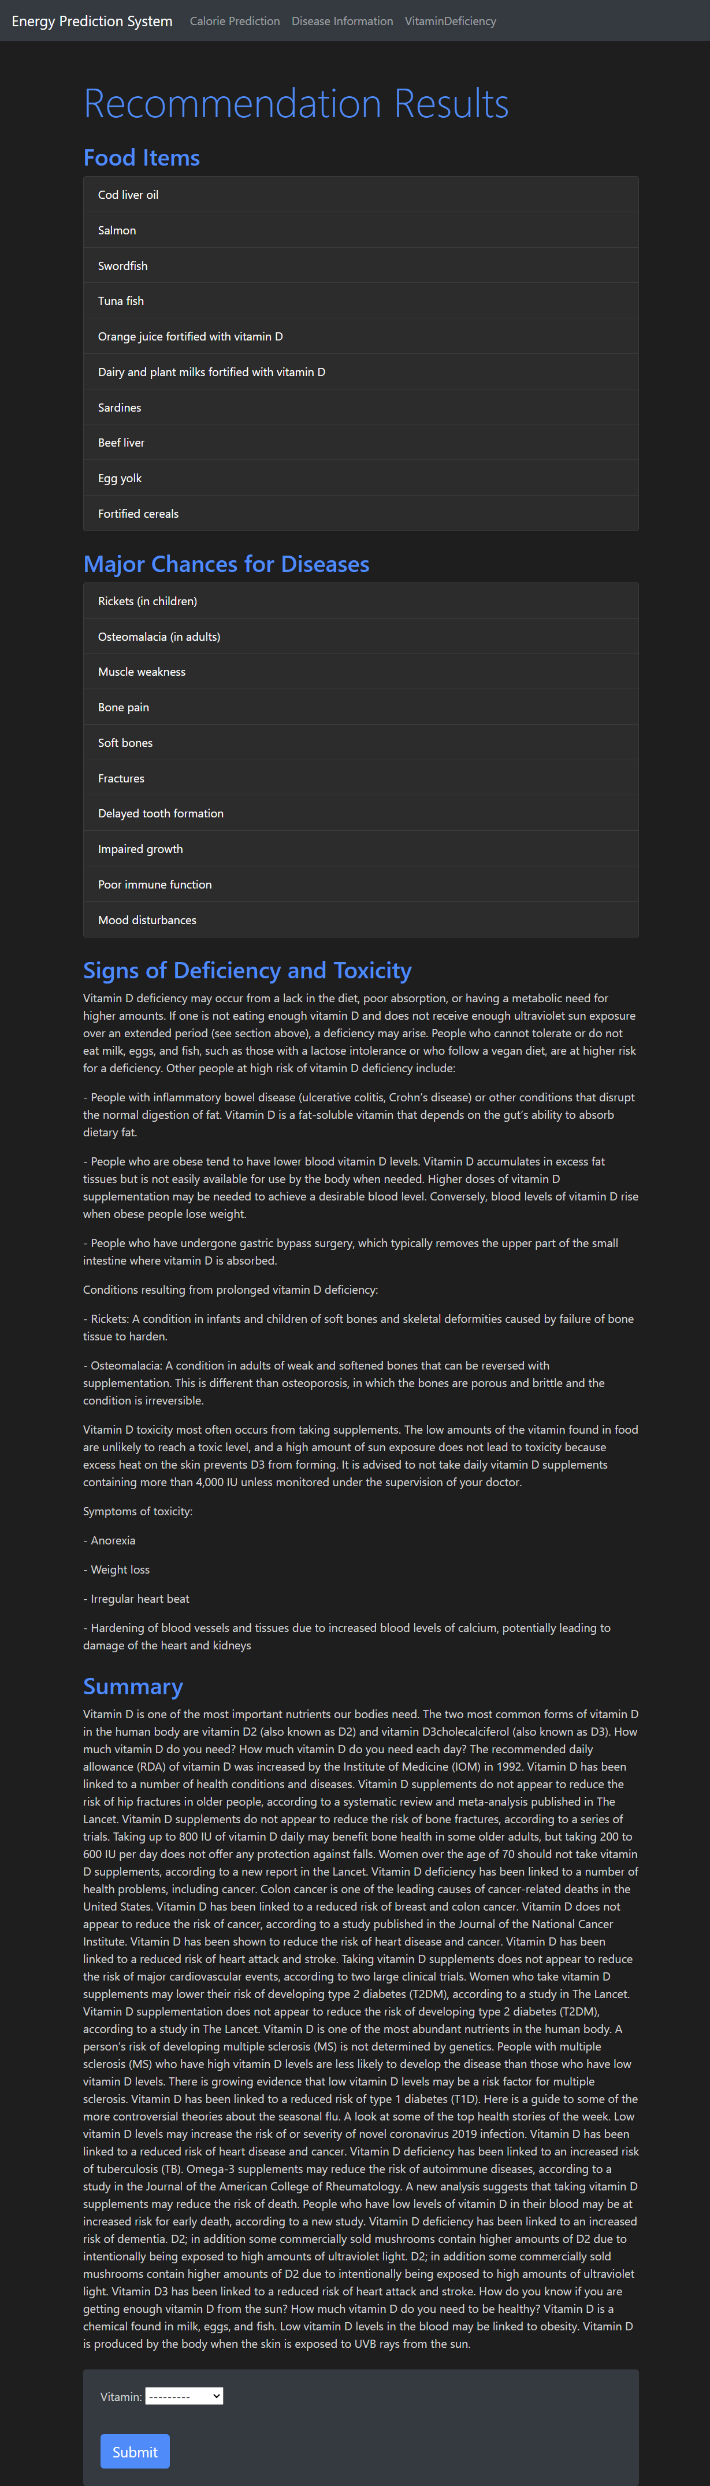 Energy Prediction System Calorie Prediction Disease Information VitaminDeficiency
Recommendation Results
Food Items
Cod liver oil
Salmon
Swordfish
Tuna fish
Orange juice fortified with vitamin D
Dairy and plant milks fortified with vitamin D
Sardines
Beef liver
Egg yolk
Fortified cereals
Major Chances for Diseases
Rickets (in children)
Osteomalacia (in adults)
Muscle weakness
Bone pain
Soft bones
Fractures
Delayed tooth formation
Impaired growth
Poor immune function
Mood disturbances
Signs of Deficiency and Toxicity
Vitamin D deficiency may occur from a lack in the diet, poor absorption, or having a metabolic need for
higher amounts. If one is not eating enough vitamin D and does not receive enough ultraviolet sun exposure
over an extended period (see section above), a deficiency may arise. People who cannot tolerate or do not
eat milk, eggs, and fish, such as those with a lactose intolerance or who follow a vegan diet, are at higher risk
for a deficiency. Other people at high risk of vitamin D deficiency include:
- People with inflammatory bowel disease (ulcerative colitis, Crohn's disease) or other conditions that disrupt
the normal digestion of fat. Vitamin D is a fat-soluble vitamin that depends on the gut's ability to absorb
dietary fat.
- People who are obese tend to have lower blood vitamin D levels. Vitamin D accumulates in excess fat
tissues but is not easily available for use by the body when needed. Higher doses of vitamin D
supplementation may be needed to achieve a desirable blood level. Conversely, blood levels of vitamin D rise
when obese people lose weight.
- People who have undergone gastric bypass surgery, which typically removes the upper part of the small
intestine where vitamin D is absorbed.
Conditions resulting from prolonged vitamin D deficiency:
- Rickets: A condition in infants and children of soft bones and skeletal deformities caused by failure of bone
tissue to harden.
- Osteomalacia: A condition in adults of weak and softened bones that can be reversed with
supplementation. This is different than osteoporosis, in which the bones are porous and brittle and the
condition is irreversible.
Vitamin D toxicity most often occurs from taking supplements. The low amounts of the vitamin found in food
are unlikely to reach a toxic level, and a high amount of sun exposure does not lead to toxicity because
excess heat on the skin prevents D3 from forming. It is advised to not take daily vitamin D supplements
containing more than 4,000 IU unless monitored under the supervision of your doctor.
Symptoms of toxicity:
- Anorexia
- Weight loss
- Irregular heart beat
- Hardening of blood vessels and tissues due to increased blood levels of calcium, potentially leading to
damage of the heart and kidneys
Summary
Vitamin D is one of the most important nutrients our bodies need. The two most common forms of vitamin D
in the human body are vitamin D2 (also known as D2) and vitamin D3cholecalciferol (also known as D3). How
much vitamin D do you need? How much vitamin D do you need each day? The recommended daily
allowance (RDA) of vitamin D was increased by the Institute of Medicine (IOM) in 1992. Vitamin D has been
linked to a number of health conditions and diseases. Vitamin D supplements do not appear to reduce the
risk of hip fractures in older people, according to a systematic review and meta-analysis published in The
Lancet. Vitamin D supplements do not appear to reduce the risk of bone fractures, according to a series of
trials. Taking up to 800 IU of vitamin D daily may benefit bone health in some older adults, but taking 200 to
600 IU per day does not offer any protection against falls. Women over the age of 70 should not take vitamin
D supplements, according to a new report in the Lancet. Vitamin D deficiency has been linked to a number of
health problems, including cancer. Colon cancer is one of the leading causes of cancer-related deaths in the
United States. Vitamin D has been linked to a reduced risk of breast and colon cancer. Vitamin D does not
appear to reduce the risk of cancer, according to a study published in the Journal of the National Cancer
Institute. Vitamin D has been shown to reduce the risk of heart disease and cancer. Vitamin D has been
linked to a reduced risk of heart attack and stroke. Taking vitamin D supplements does not appear to reduce
the risk of major cardiovascular events, according to two large clinical trials. Women who take vitamin D
supplements may lower their risk of developing type 2 diabetes (T2DM), according to a study in The Lancet.
Vitamin D supplementation does not appear to reduce the risk of developing type 2 diabetes (T2DM),
according to a study in The Lancet. Vitamin D is one of the most abundant nutrients in the human body. A
person's risk of developing multiple sclerosis (MS) is not determined by genetics. People with multiple
sclerosis (MS) who have high vitamin D levels are less likely to develop the disease than those who have low
vitamin D levels. There is growing evidence that low vitamin D levels may be a risk factor for multiple
sclerosis. Vitamin D has been linked to a reduced risk of type 1 diabetes (T1D). Here is a guide to some of the
more controversial theories about the seasonal flu. A look at some of the top health stories of the week. Low
vitamin D levels may increase the risk of or severity of novel coronavirus 2019 infection. Vitamin D has been
linked to a reduced risk of heart disease and cancer. Vitamin D deficiency has been linked to an increased risk
of tuberculosis (TB). Omega-3 supplements may reduce the risk of autoimmune diseases, according to a
study in the Journal of the American College of Rheumatology. A new analysis suggests that taking vitamin D
supplements may reduce the risk of death. People who have low levels of vitamin D in their blood may be at
increased risk for early death, according to a new study. Vitamin D deficiency has been linked to an increased
risk of dementia. D2; in addition some commercially sold mushrooms contain higher amounts of D2 due to
intentionally being exposed to high amounts of ultraviolet light. D2; in addition some commercially sold
mushrooms contain higher amounts of D2 due to intentionally being exposed to high amounts of ultraviolet
light. Vitamin D3 has been linked to a reduced risk of heart attack and stroke. How do you know if you are
getting enough vitamin D from the sun? How much vitamin D do you need to be healthy? Vitamin D is a
chemical found in milk, eggs, and fish. Low vitamin D levels in the blood may be linked to obesity. Vitamin D
is produced by the body when the skin is exposed to UVB rays from the sun.
Vitamin: ---------
Submit